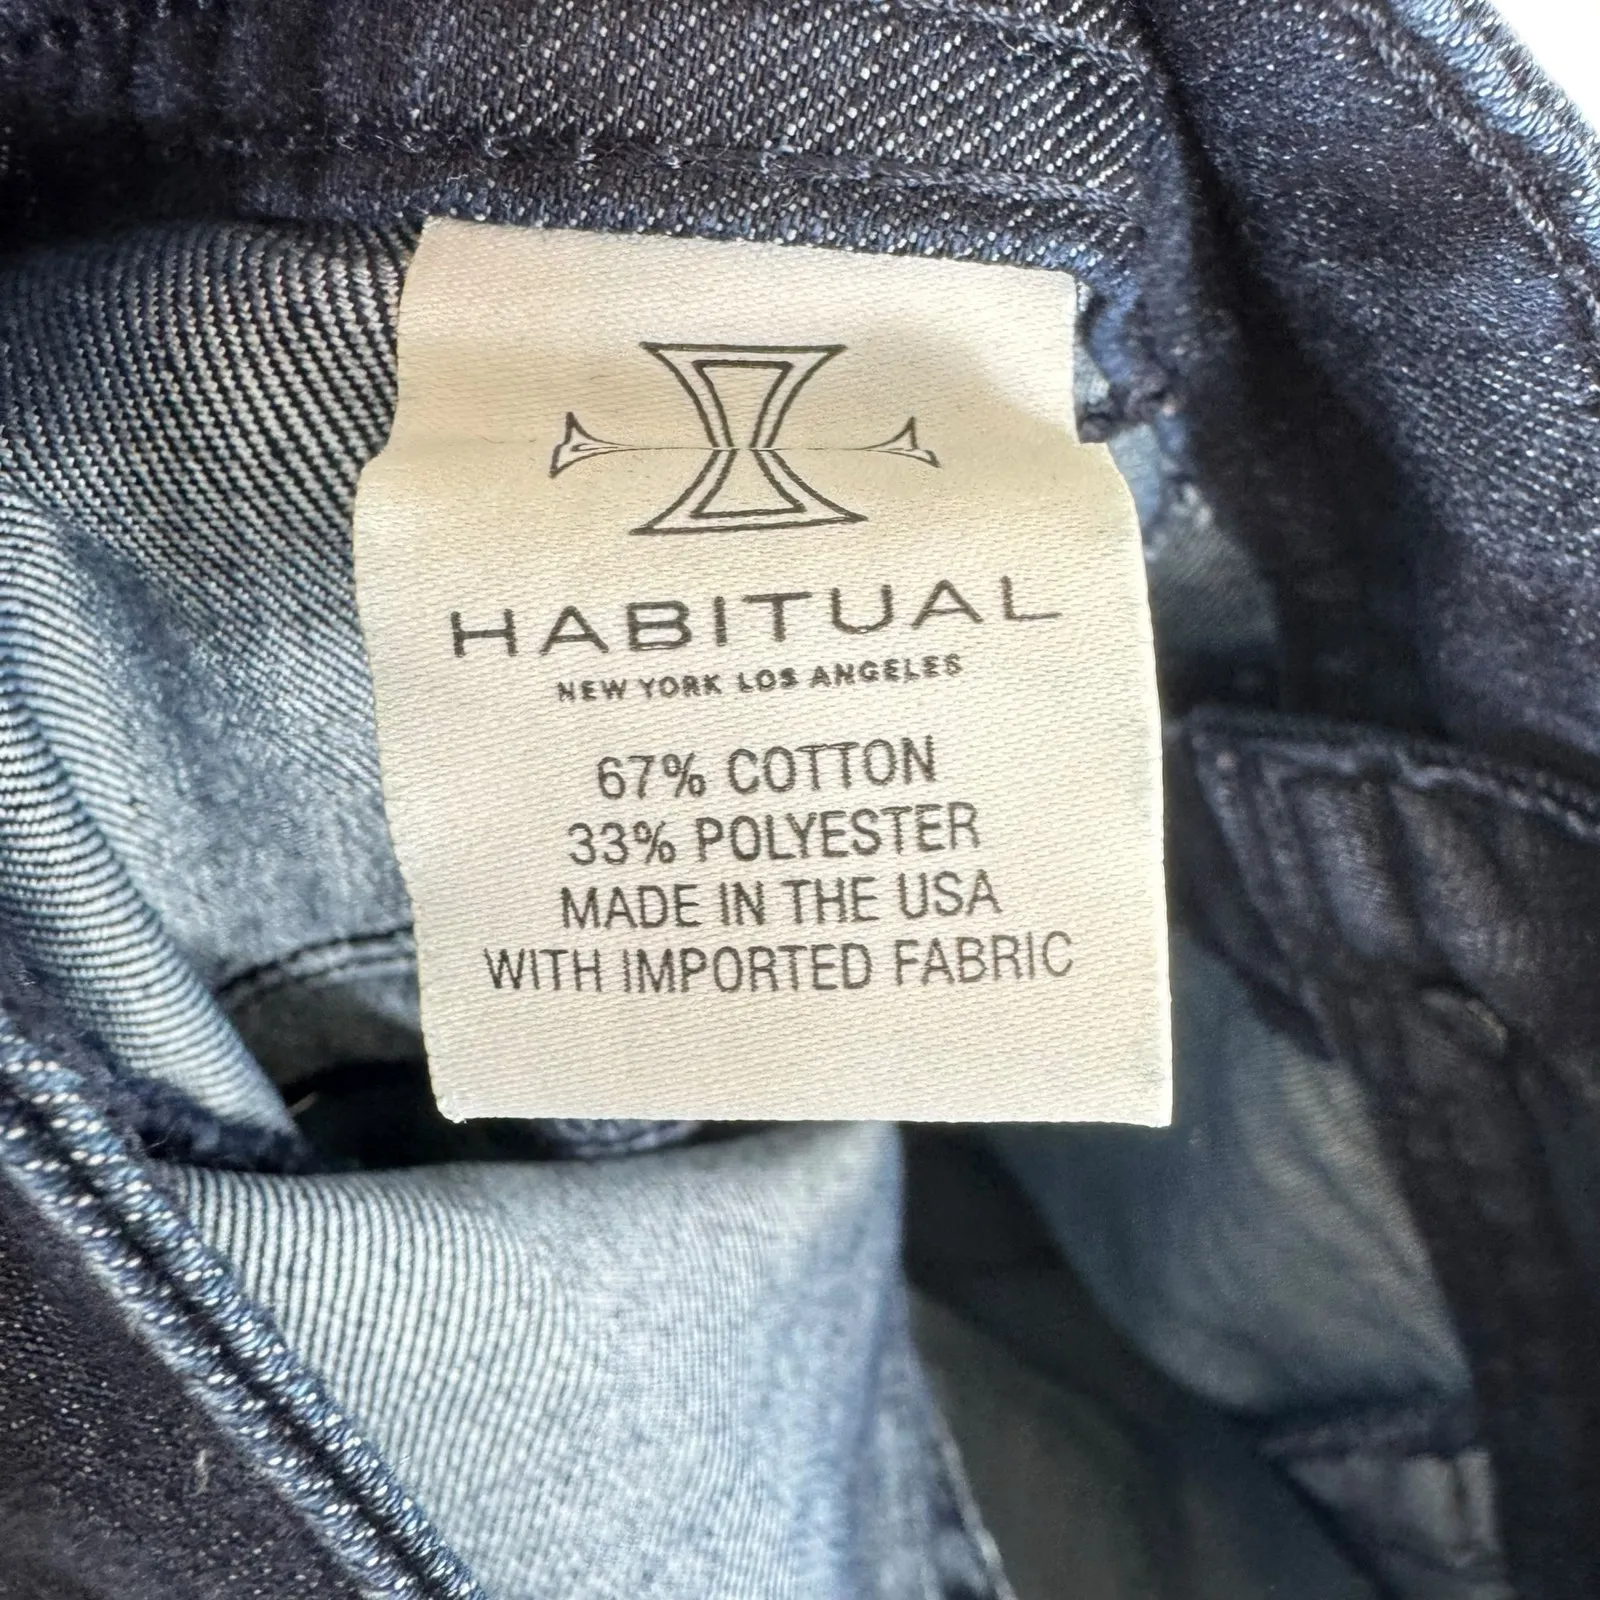 HABITUAL
NEW YORK LOS ANGELES
67% COTTON
33% POLYESTER
MADE IN THE USA
WITH IMPORTED FABRIC